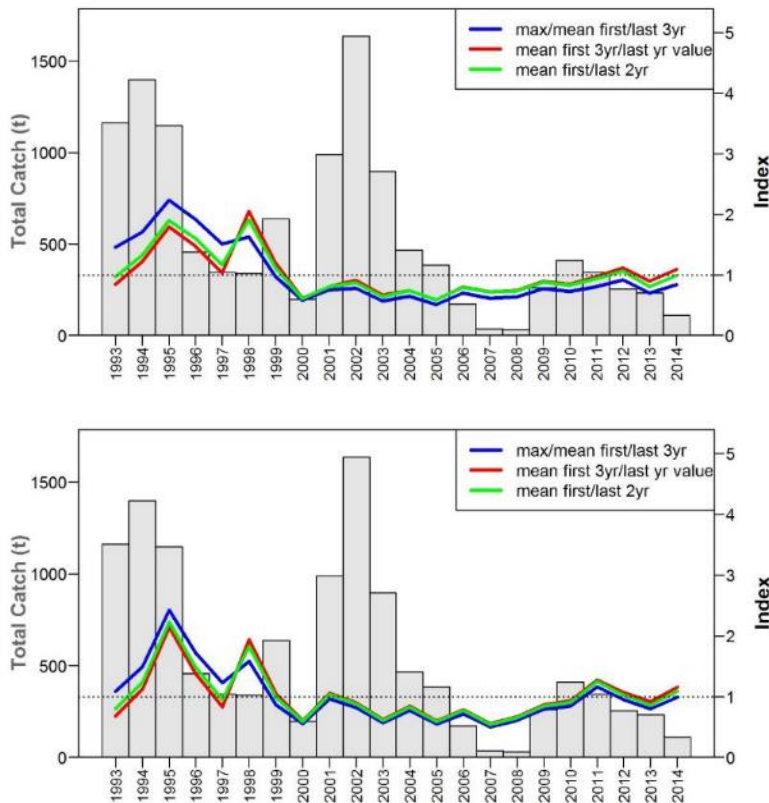 max/mean first/last 3yr
mean first 3yr/last yr value
mean first/last 2yr
Total Catch (t)
1500
1000
500
0
5
4
3
2
1
0
Index
1993 1994 1995 1996 1997 1998 1999 2000 2001 2002 2003 2004 2005 2006 2007 2008 2009 2010 2011 2012 2013 2014
max/mean first/last 3yr
mean first 3yr/last yr value
mean first/last 2yr
Total Catch (t)
1500
1000
500
0
5
4
3
2
1
0
Index
1993 1994 1995 1996 1997 1998 1999 2000 2001 2002 2003 2004 2005 2006 2007 2008 2009 2010 2011 2012 2013 2014